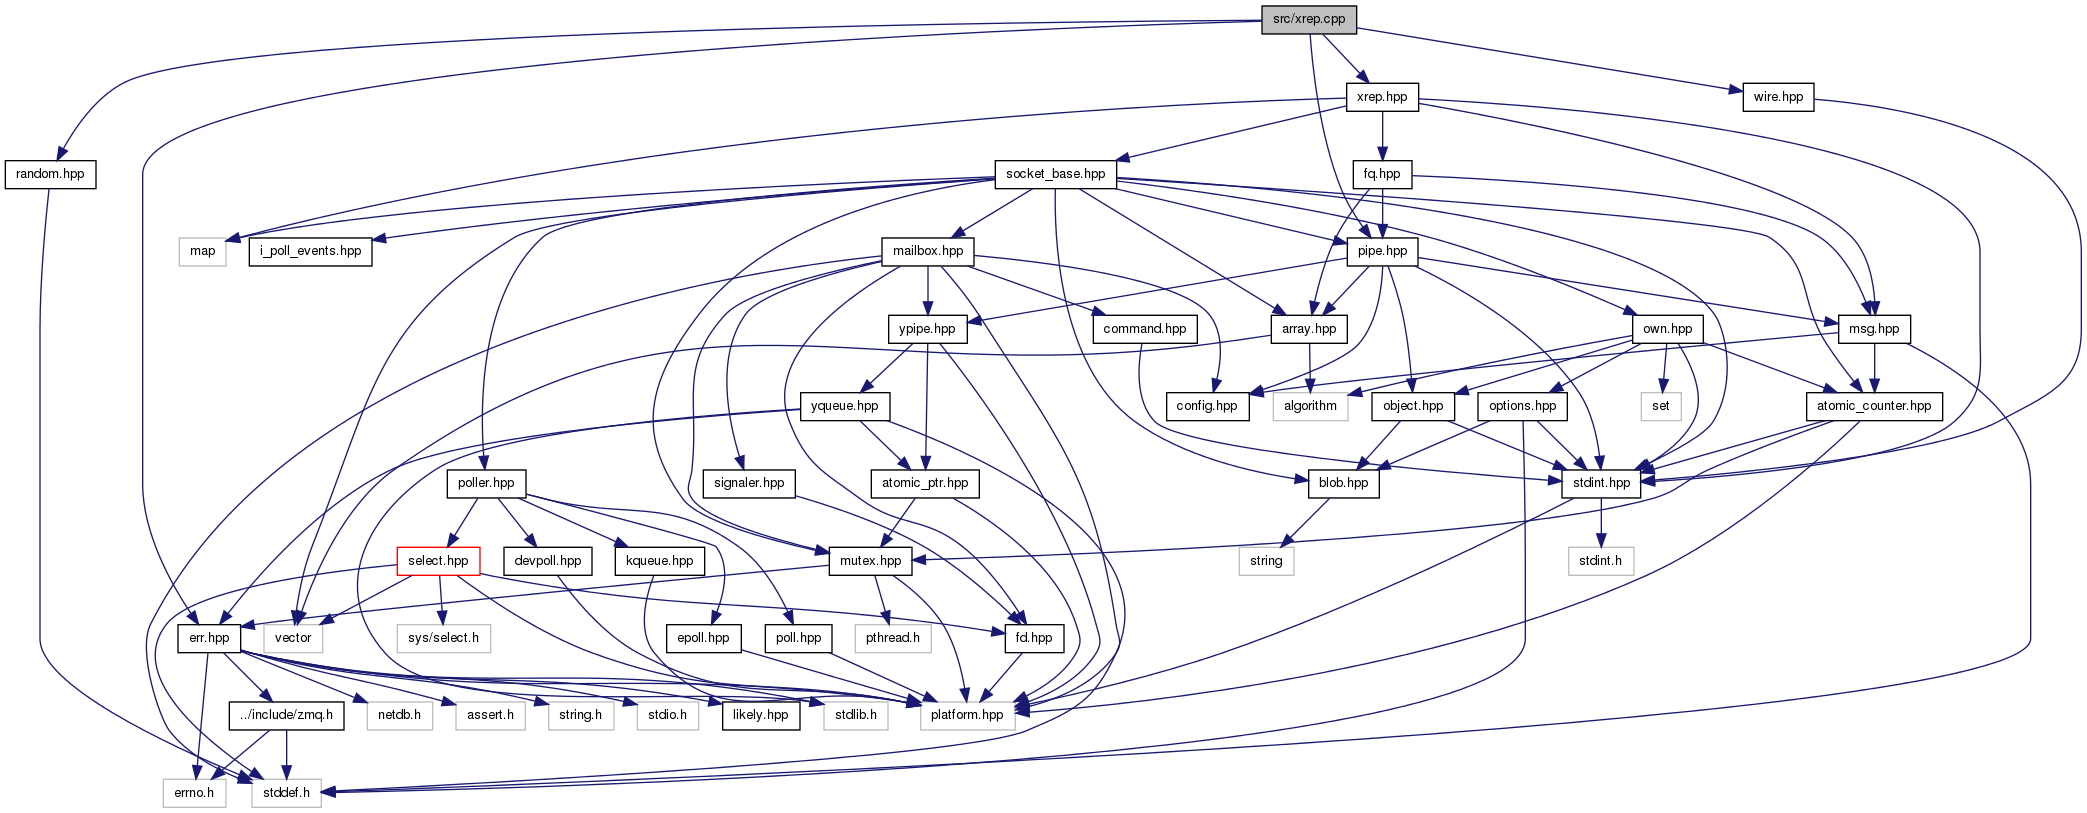 src/xrep.cpp
xrep.hpp
wire.hpp
random.hpp
socket_base.hpp
fq.hpp
map
i_poll_events.hpp
mailbox.hpp
pipe.hpp
ypipe.hpp
command.hpp
array.hpp
own.hpp
msg.hpp
yqueue.hpp
config.hpp
algorithm
object.hpp
options.hpp
set
atomic_counter.hpp
poller.hpp
signaler.hpp
atomic_ptr.hpp
blob.hpp
stdint.hpp
select.hpp
devpoll.hpp
kqueue.hpp
mutex.hpp
string
stdint.h
err.hpp
vector
sys/select.h
epoll.hpp
poll.hpp
pthread.h
fd.hpp
../include/zmq.h
netdb.h
assert.h
string.h
stdio.h
likely.hpp
stdlib.h
platform.hpp
errno.h
stddef.h